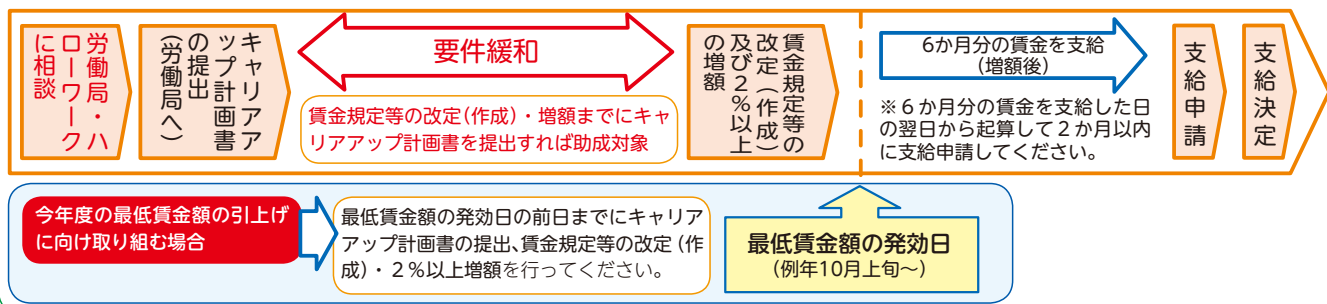 労働局・ハ
ローワーク
に相談
キャリアア
ップ計画書
の提出
(労働局へ)
要件緩和
賃金規定等の改定(作成)・増額までにキャ
リアアップ計画書を提出すれば助成対象
賃金規定等の
改定(作成)
及び2%以上
の増額
6か月分の賃金を支給
(増額後)
※6か月分の賃金を支給した日
の翌日から起算して2か月以内
に支給申請してください。
支給申請
支給決定
今年度の最低賃金額の引上げ
に向け取り組む場合
最低賃金額の発効日の前日までにキャリア
アップ計画書の提出、賃金規定等の改定(作
成)・2%以上増額を行ってください。
最低賃金額の発効日
(例年10月上旬~)